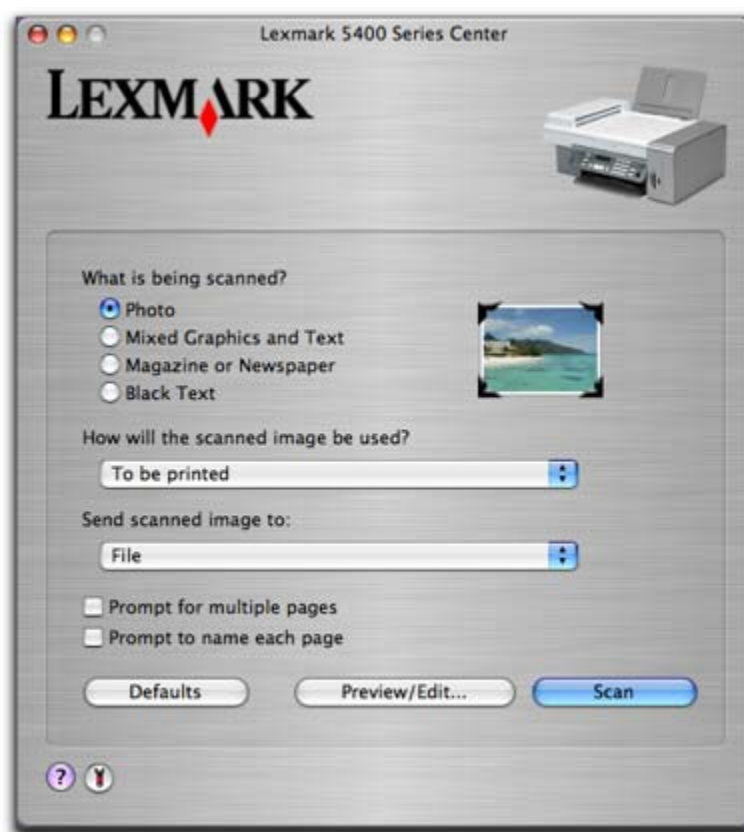 Lexmark 5400 Series Center
LEXMARK
What is being scanned?
Photo
Mixed Graphics and Text
Magazine or Newspaper
Black Text
How will the scanned image be used?
To be printed
Send scanned image to:
File
Prompt for multiple pages
Prompt to name each page
Defaults
Preview/Edit...
Scan
?